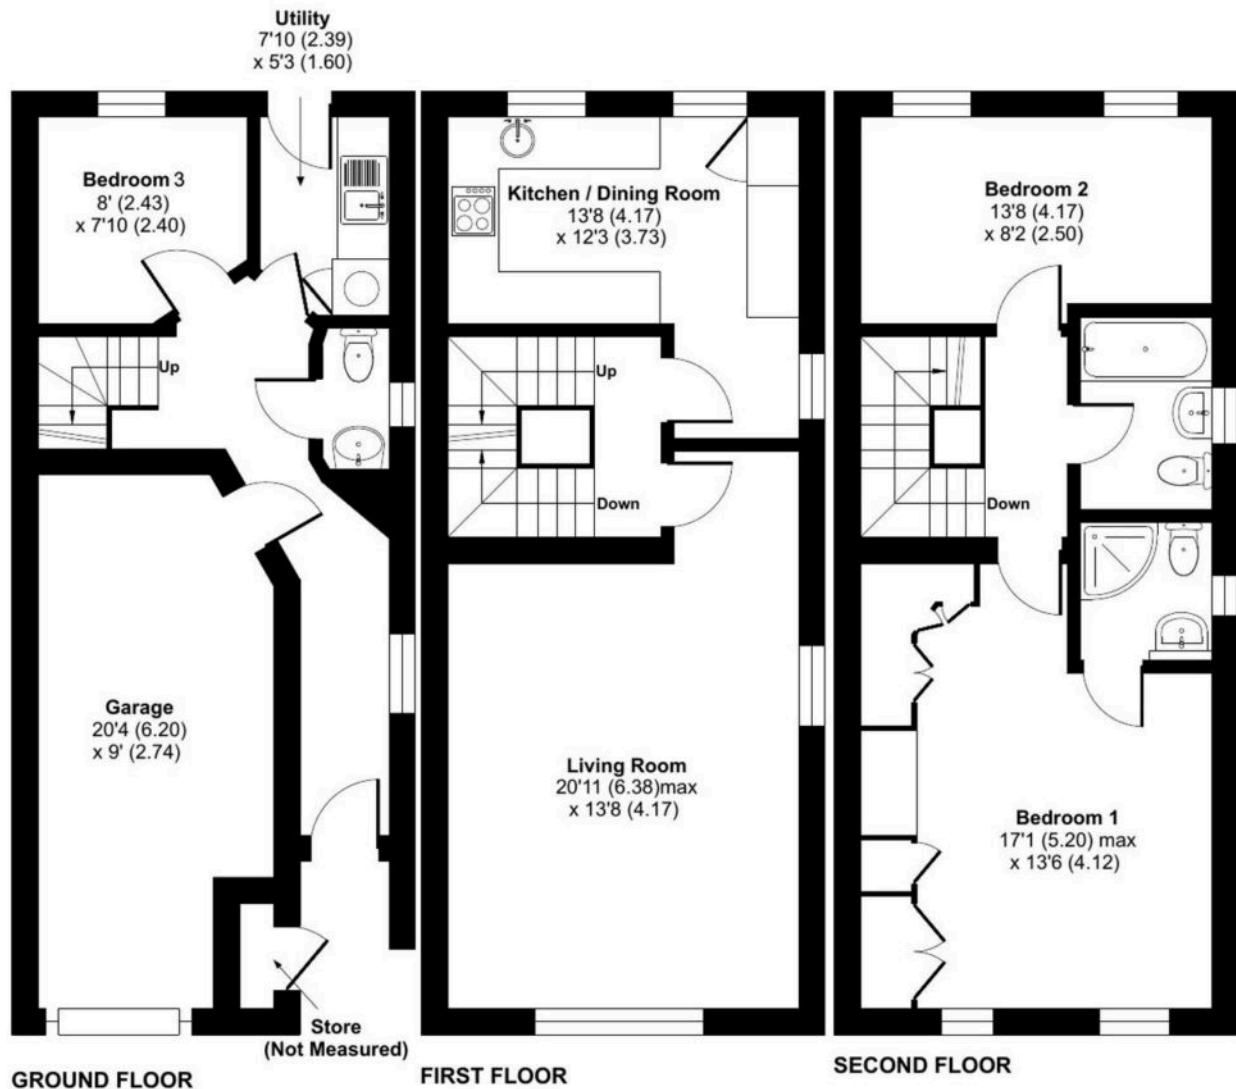 Utility
7'10 (2.39)
x 5'3 (1.60)
Bedroom 3
8' (2.43)
x 7'10 (2.40)
Up
Garage
20'4 (6.20)
x 9' (2.74)
Store
(Not Measured)
GROUND FLOOR
Kitchen / Dining Room
13'8 (4.17)
x 12'3 (3.73)
Up
Down
Living Room
20'11 (6.38)max
x 13'8 (4.17)
FIRST FLOOR
Bedroom 2
13'8 (4.17)
x 8'2 (2.50)
Down
Bedroom 1
17'1 (5.20) max
x 13'6 (4.12)
SECOND FLOOR